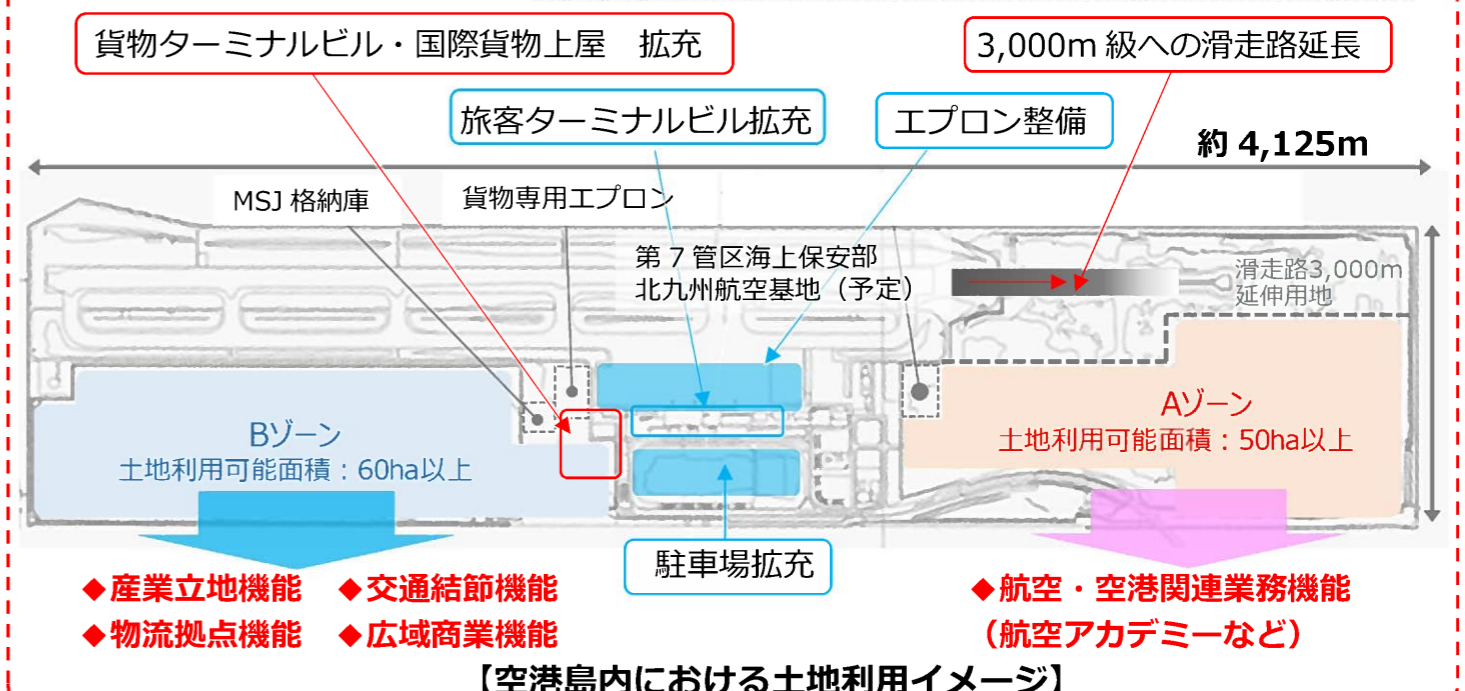 貨物ターミナルビル・国際貨物上屋　拡充
3,000m 級への滑走路延長
旅客ターミナルビル拡充
エプロン整備
約 4,125m
MSJ 格納庫
貨物専用エプロン
第 7 管区海上保安部
北九州航空基地（予定）
滑走路3,000m
延伸用地
Bゾーン
土地利用可能面積：60ha以上
Aゾーン
土地利用可能面積：50ha以上
駐車場拡充
◆産業立地機能　◆交通結節機能
◆物流拠点機能　◆広域商業機能
◆航空・空港関連業務機能
（航空アカデミーなど）
【空港島内における土地利用イメージ】